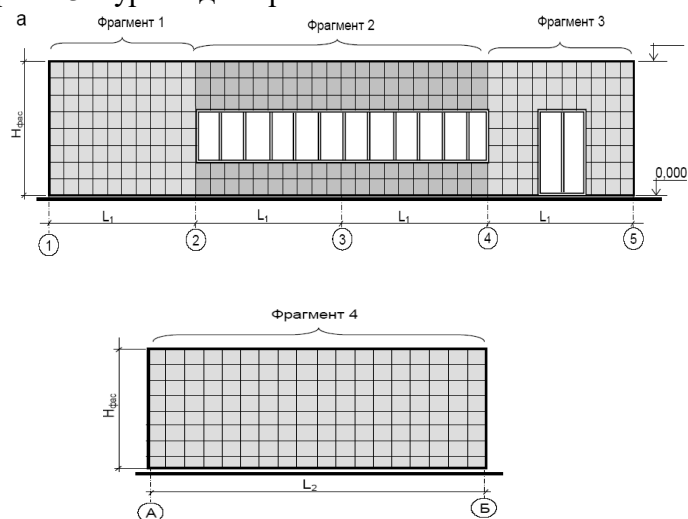 а
Фрагмент 1
Фрагмент 2
Фрагмент 3
Hфас
0,000
L1
L1
L1
L1
1
2
3
4
5
Фрагмент 4
Hфас
L2
А
Б